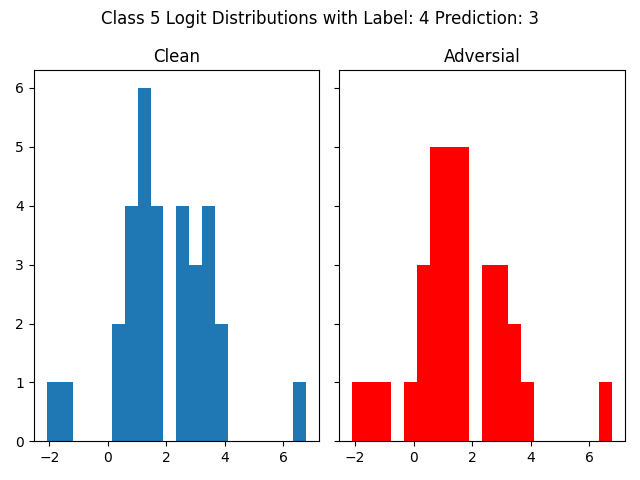 Class 5 Logit Distributions with Label: 4 Prediction: 3
Clean
Adversial
6
5
4
3
2
1
0
−2 0 2 4 6
−2 0 2 4 6